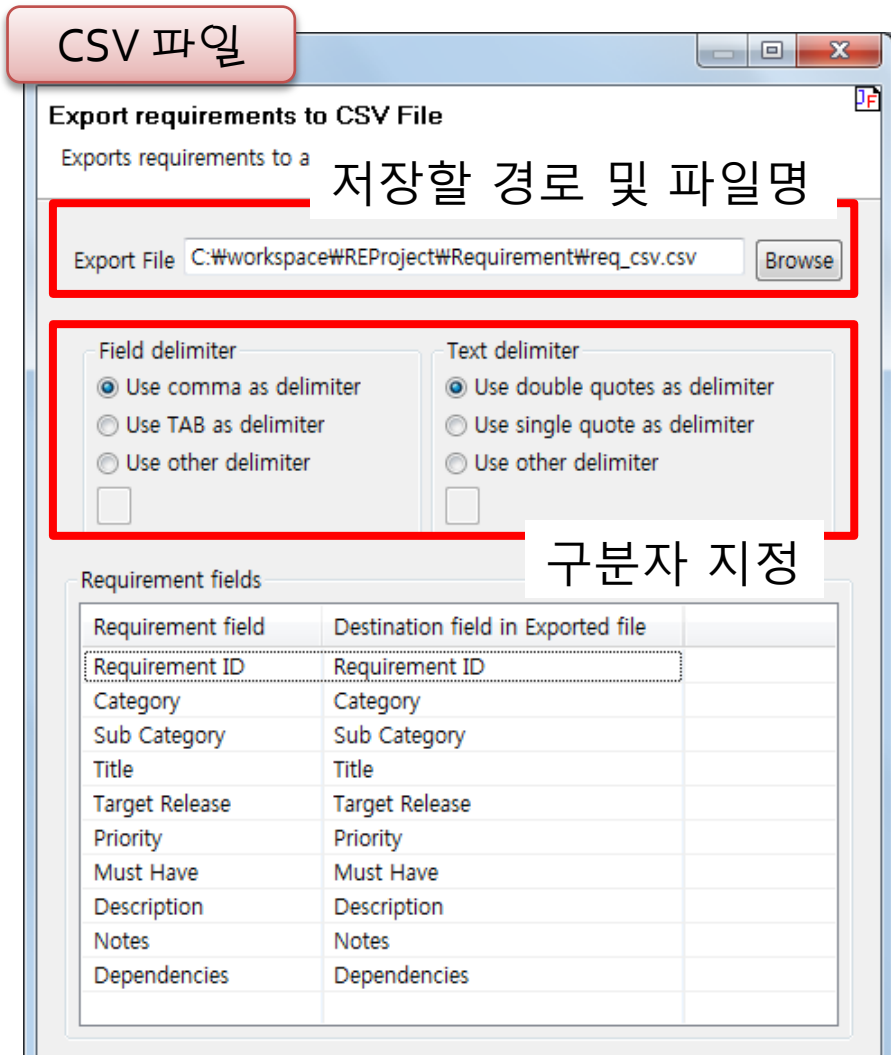 CSV 파일
Export requirements to CSV File
Exports requirements to a
저장할 경로 및 파일명
Export File C:₩workspace₩REProject₩Requirement₩req_csv.csv Browse
Field delimiter
Use comma as delimiter
Use TAB as delimiter
Use other delimiter
Text delimiter
Use double quotes as delimiter
Use single quote as delimiter
Use other delimiter
구분자 지정
Requirement fields
Requirement field Destination field in Exported file
Requirement ID Requirement ID
Category Category
Sub Category Sub Category
Title Title
Target Release Target Release
Priority Priority
Must Have Must Have
Description Description
Notes Notes
Dependencies Dependencies